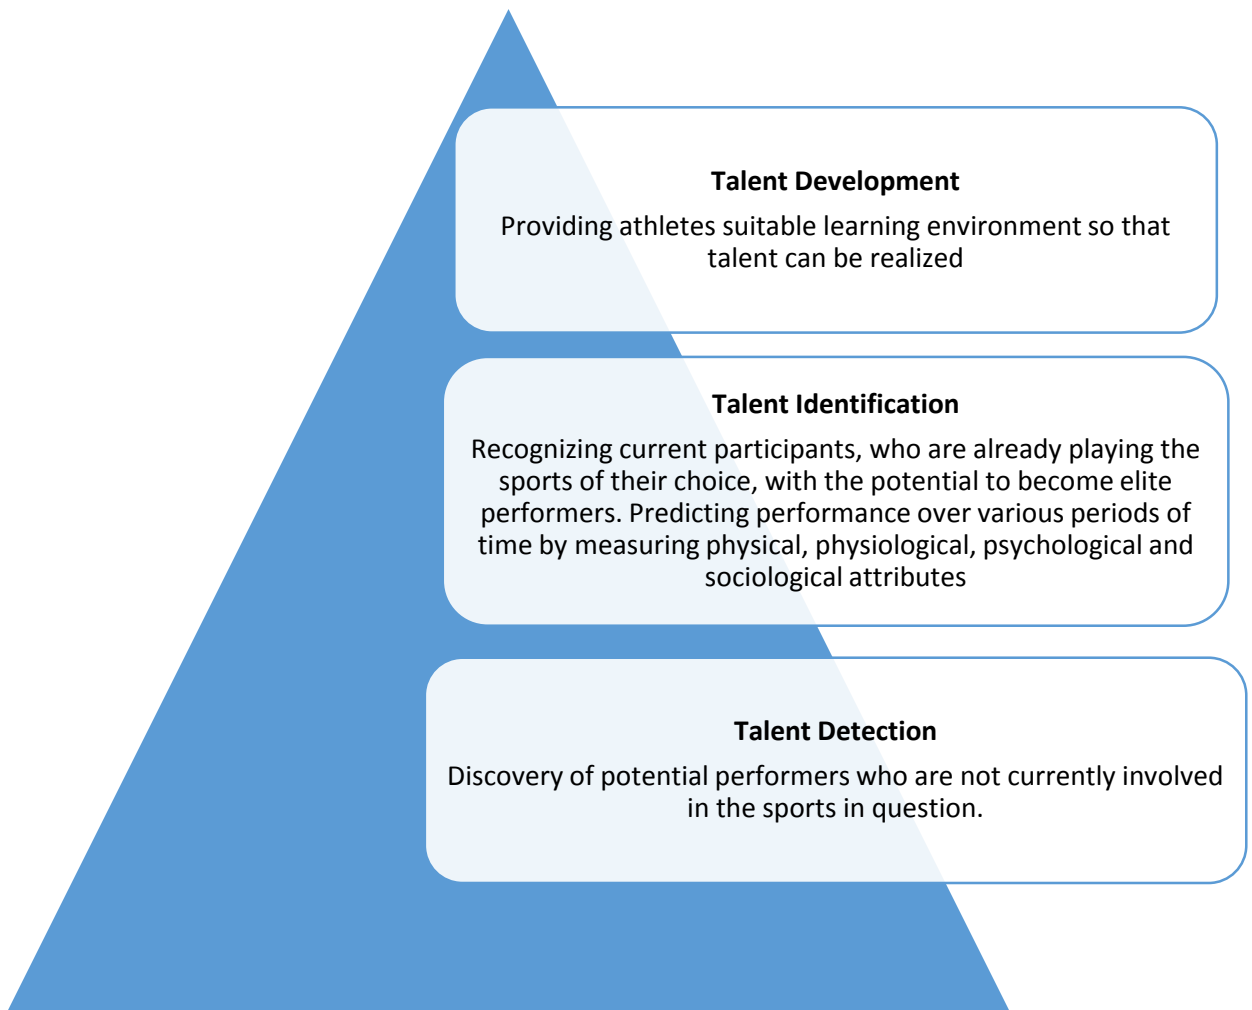 Talent Development
Providing athletes suitable learning environment so that
talent can be realized
Talent Identification
Recognizing current participants, who are already playing the
sports of their choice, with the potential to become elite
performers. Predicting performance over various periods of
time by measuring physical, physiological, psychological and
sociological attributes
Talent Detection
Discovery of potential performers who are not currently involved
in the sports in question.